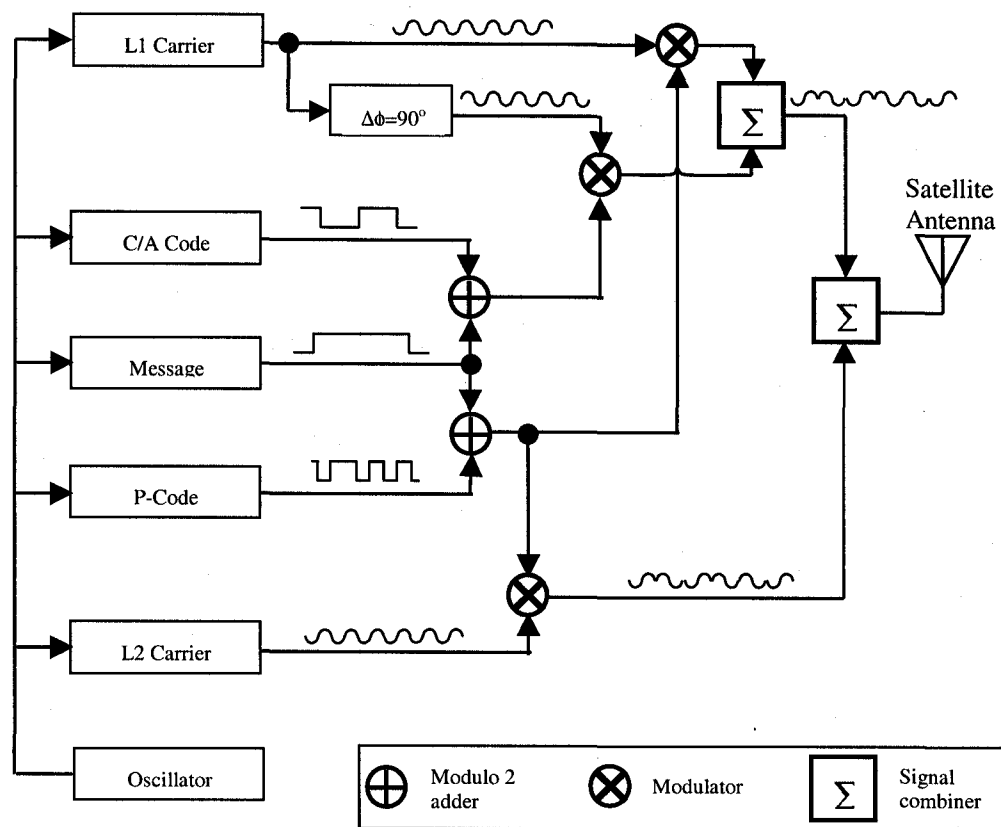 L1 Carrier
Δϕ=90°
Σ
Satellite
Antenna
C/A Code
Σ
Message
P-Code
L2 Carrier
Oscillator
Modulo 2
adder
Modulator
Σ
Signal
combiner